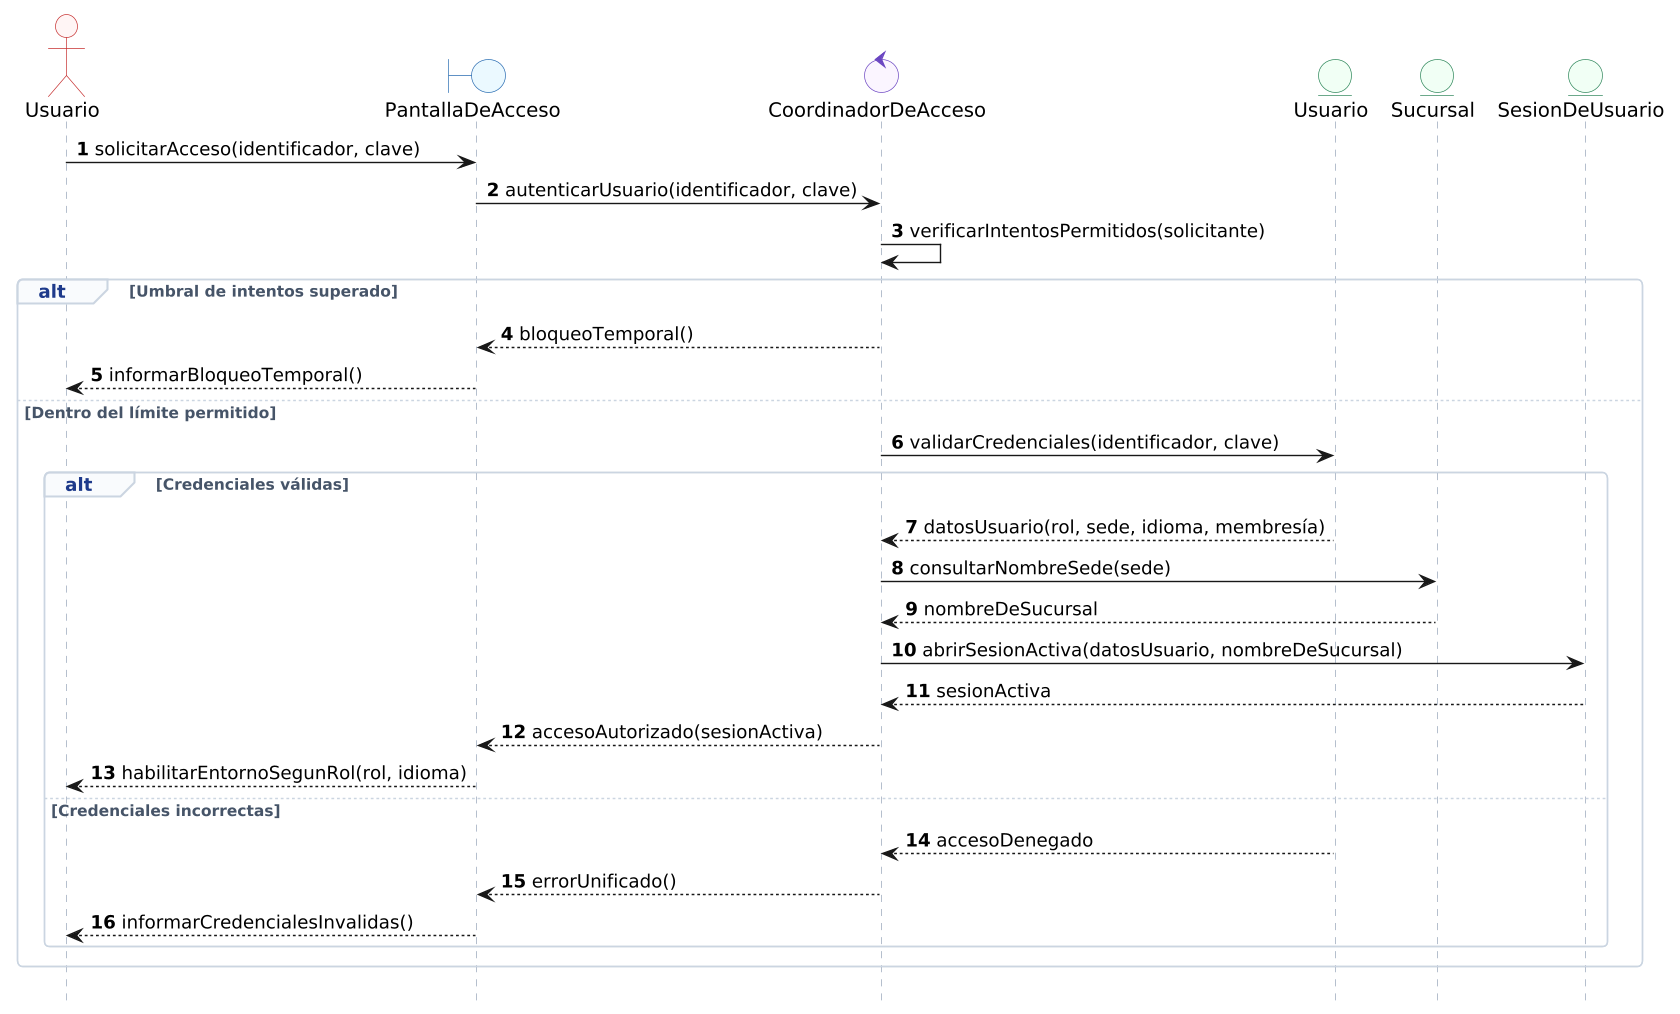 Usuario
PantallaDeAcceso
CoordinadorDeAcceso
Usuario
Sucursal
SesionDeUsuario
1 solicitarAcceso(identificador, clave)
2 autenticarUsuario(identificador, clave)
3 verificarIntentosPermitidos(solicitante)
alt [Umbral de intentos superado]
4 bloqueoTemporal()
5 informarBloqueoTemporal()
[Dentro del límite permitido]
6 validarCredenciales(identificador, clave)
alt [Credenciales válidas]
7 datosUsuario(rol, sede, idioma, membresía)
8 consultarNombreSede(sede)
9 nombreDeSucursal
10 abrirSesionActiva(datosUsuario, nombreDeSucursal)
11 sesionActiva
12 accesoAutorizado(sesionActiva)
13 habilitarEntornoSegunRol(rol, idioma)
[Credenciales incorrectas]
14 accesoDenegado
15 errorUnificado()
16 informarCredencialesInvalidas()